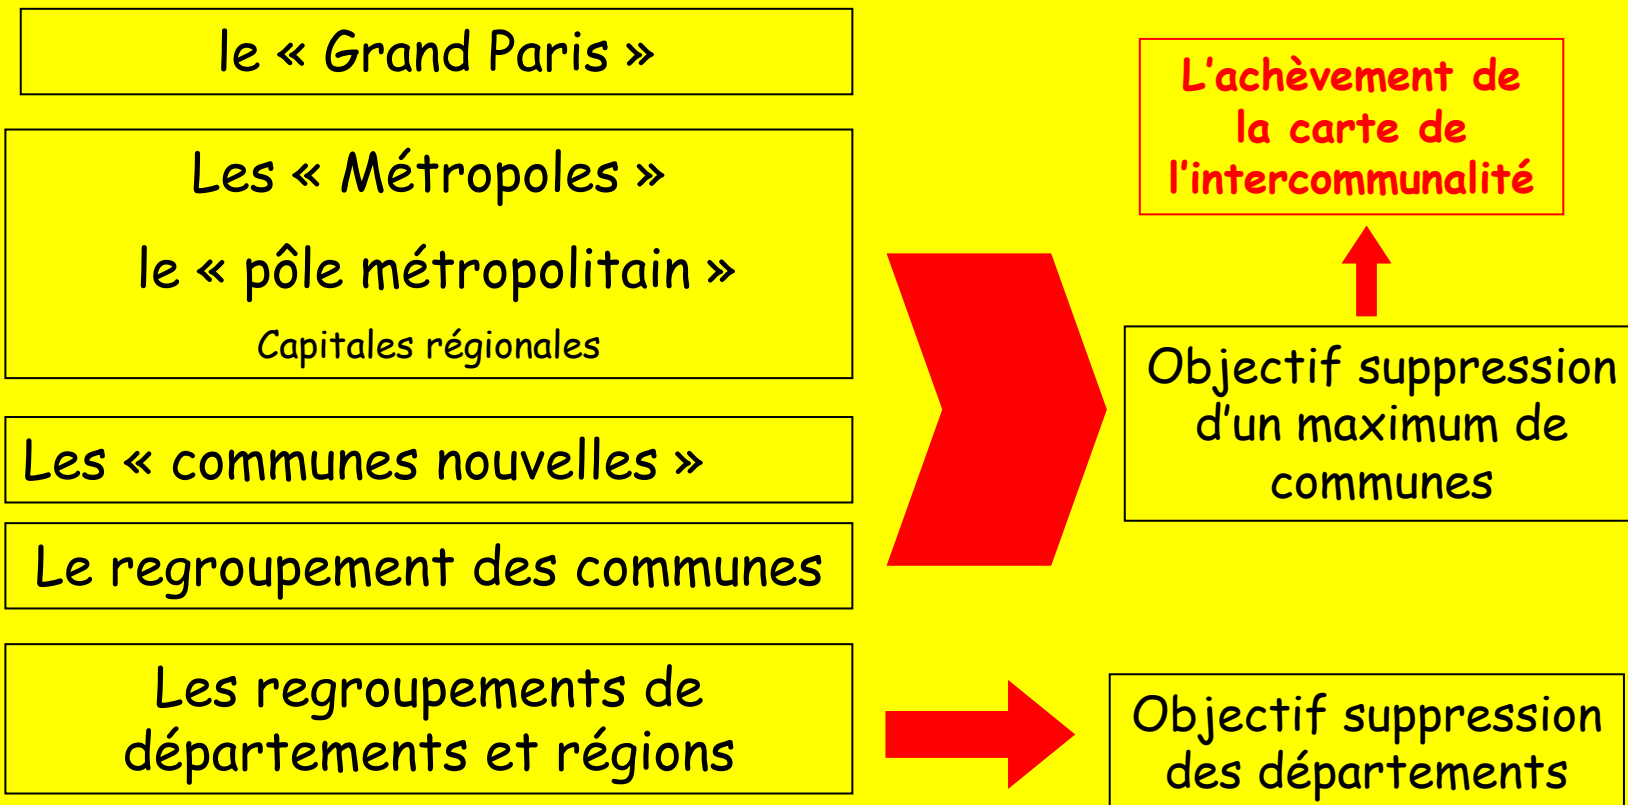 le « Grand Paris »
Les « Métropoles »
le « pôle métropolitain »
Capitales régionales
Les « communes nouvelles »
Le regroupement des communes
Les regroupements de
départements et régions
L’achèvement de
la carte de
l’intercommunalité
Objectif suppression
d’un maximum de
communes
Objectif suppression
des départements